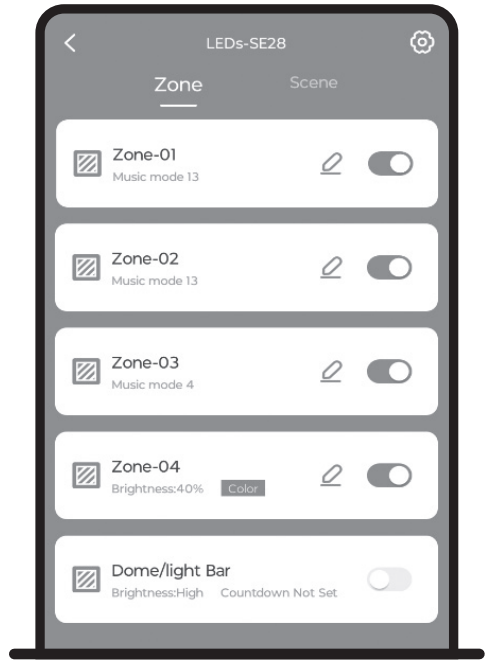 LEDs-SE28
Zone Scene
Zone-01
Music mode 13
Zone-02
Music mode 13
Zone-03
Music mode 4
Zone-04
Brightness:40% Color
Dome/light Bar
Brightness:High Countdown Not Set